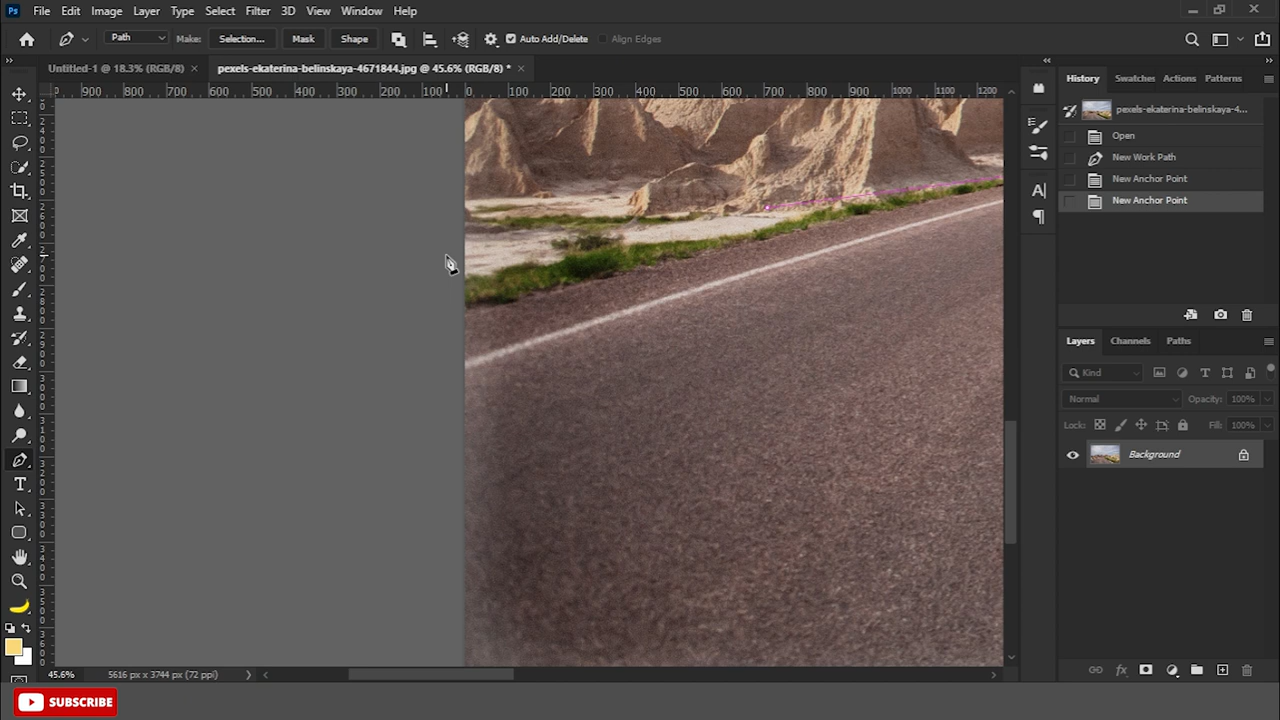 Ps File Edit Image Layer Type Select Filter 3D View Window Help
Path Make: Selection... Mask Shape Auto Add/Delete Align Edges
Untitled-1 @ 18.3% (RGB/8) × pexels-ekaterina-belinskaya-4671844.jpg @ 45.6% (RGB/8) * ×
900 800 700 600 500 400 300 200 100 0 100 200 300 400 500 600 700 800 900 1000 1100 1200
History Swatches Actions Patterns
pexels-ekaterina-belinskaya-4...
Open
New Work Path
New Anchor Point
New Anchor Point
Layers Channels Paths
Kind
Normal Opacity: 100%
Lock: Fill: 100%
Background
45.6% 5616 px x 3744 px (72 ppi)
SUBSCRIBE